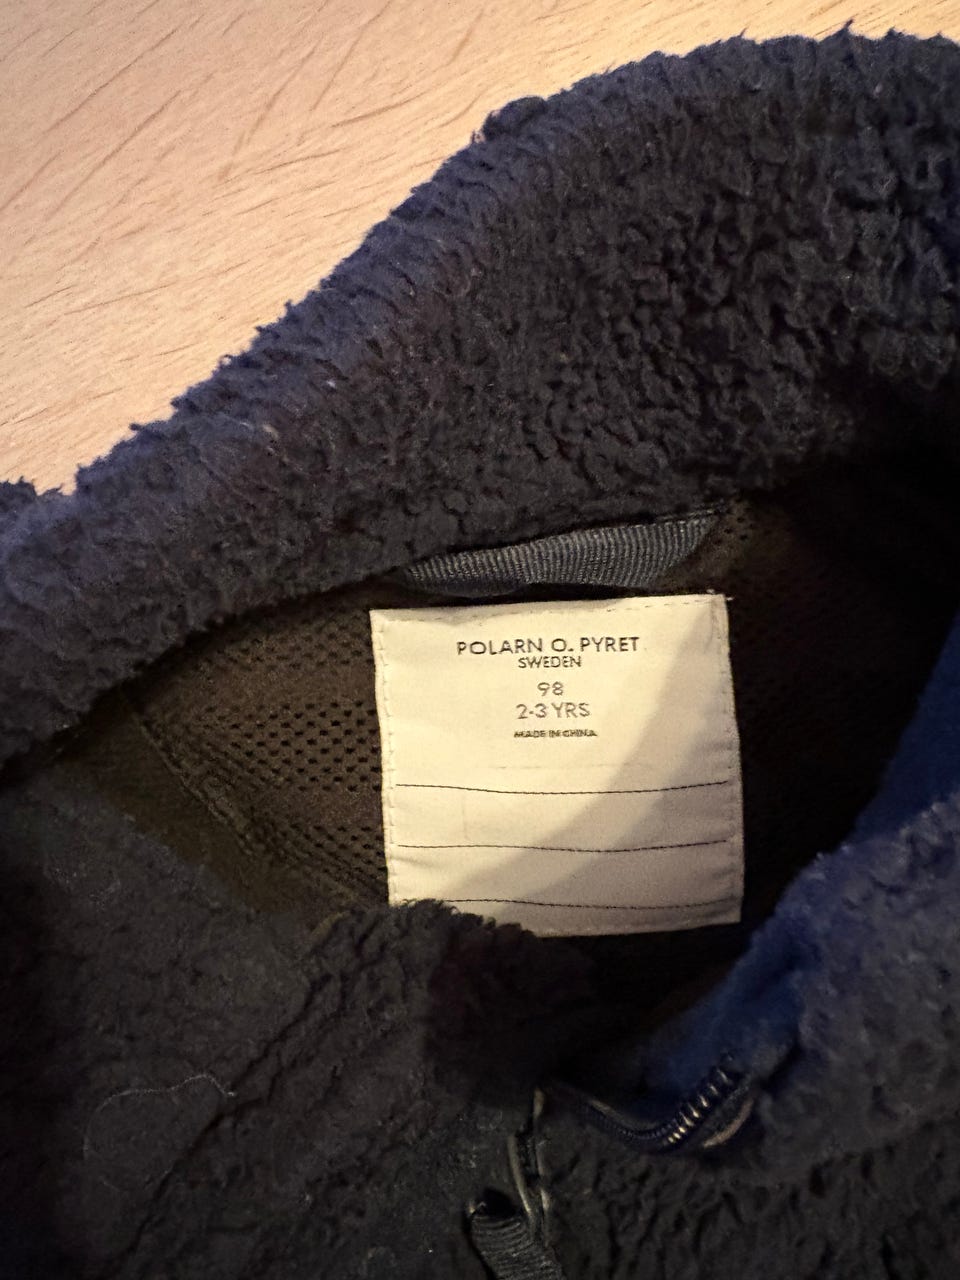 POLARN O. PYRET
SWEDEN
98
2-3 YRS
MADE IN CHINA